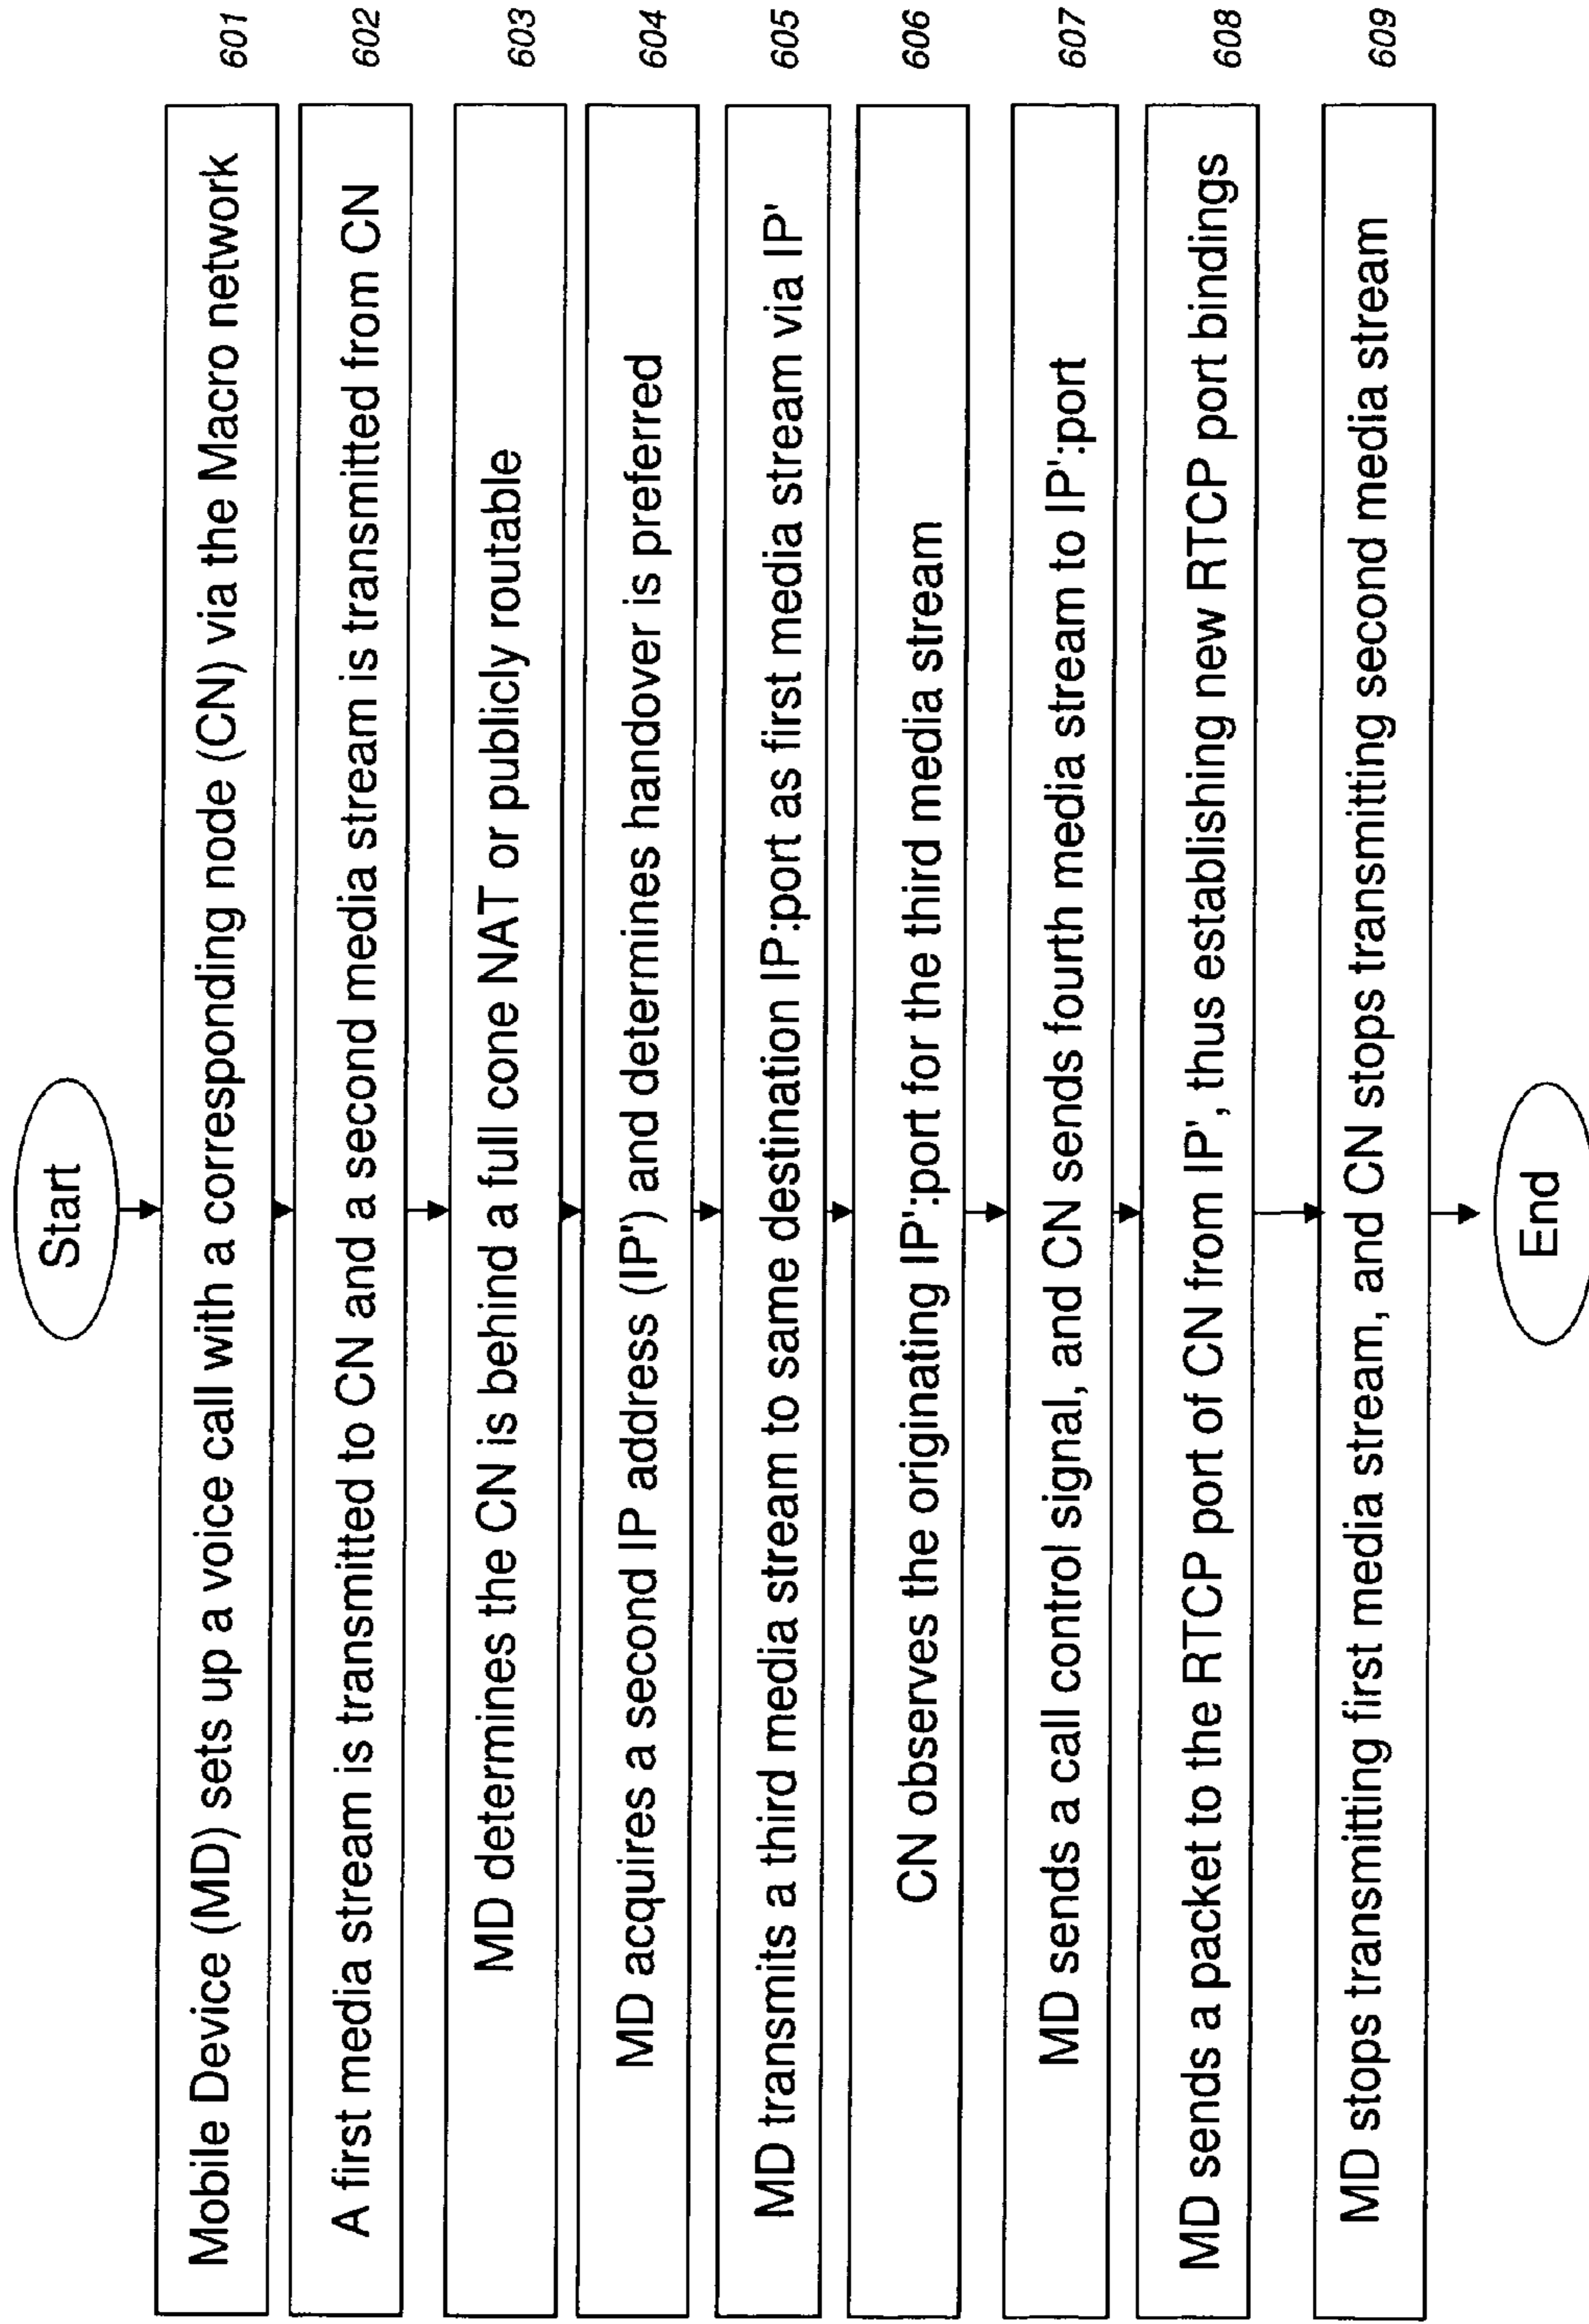 Start
Mobile Device (MD) sets up a voice call with a corresponding node (CN) via the Macro network 601
A first media stream is transmitted to CN and a second media stream is transmitted from CN 602
MD determines the CN is behind a full cone NAT or publicly routable 603
MD acquires a second IP address (IP') and determines handover is preferred 604
MD transmits a third media stream to same destination IP:port as first media stream via IP' 605
CN observes the originating IP':port for the third media stream 606
MD sends a call control signal, and CN sends fourth media stream to IP':port 607
MD sends a packet to the RTCP port of CN from IP', thus establishing new RTCP port bindings 608
MD stops transmitting first media stream, and CN stops transmitting second media stream 609
End